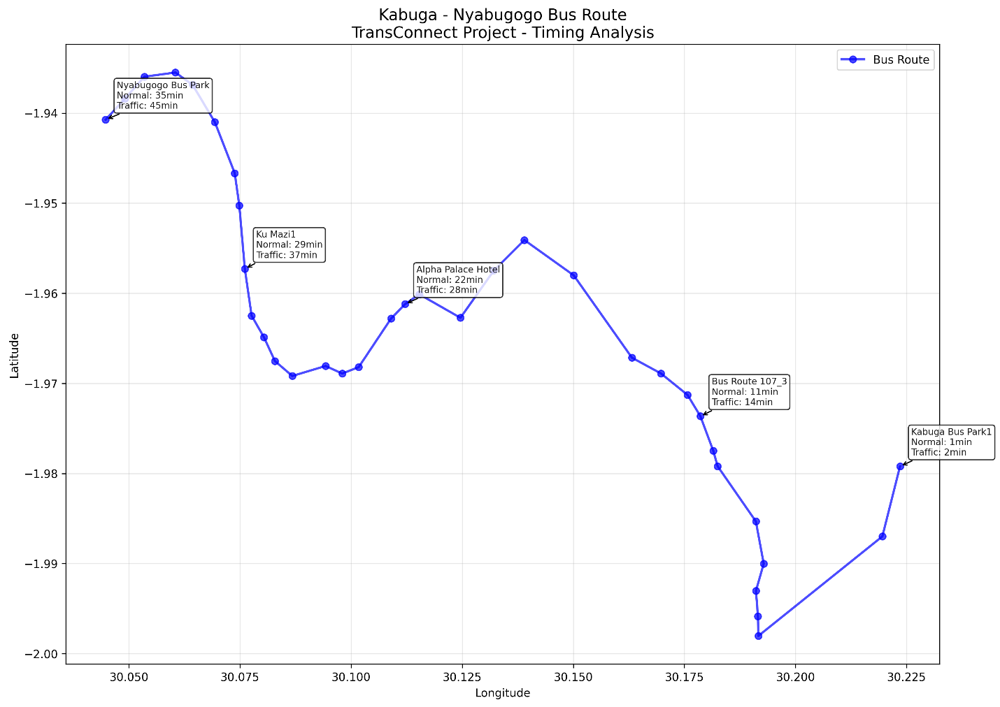 Kabuga - Nyabugogo Bus Route
TransConnect Project - Timing Analysis
Bus Route
Nyabugogo Bus Park
Normal: 35min
Traffic: 45min
Ku Mazi1
Normal: 29min
Traffic: 37min
Alpha Palace Hotel
Normal: 22min
Traffic: 28min
Bus Route 107_3
Normal: 11min
Traffic: 14min
Kabuga Bus Park1
Normal: 1min
Traffic: 2min
Latitude
−1.94
−1.95
−1.96
−1.97
−1.98
−1.99
−2.00
30.050
30.075
30.100
30.125
30.150
30.175
30.200
30.225
Longitude